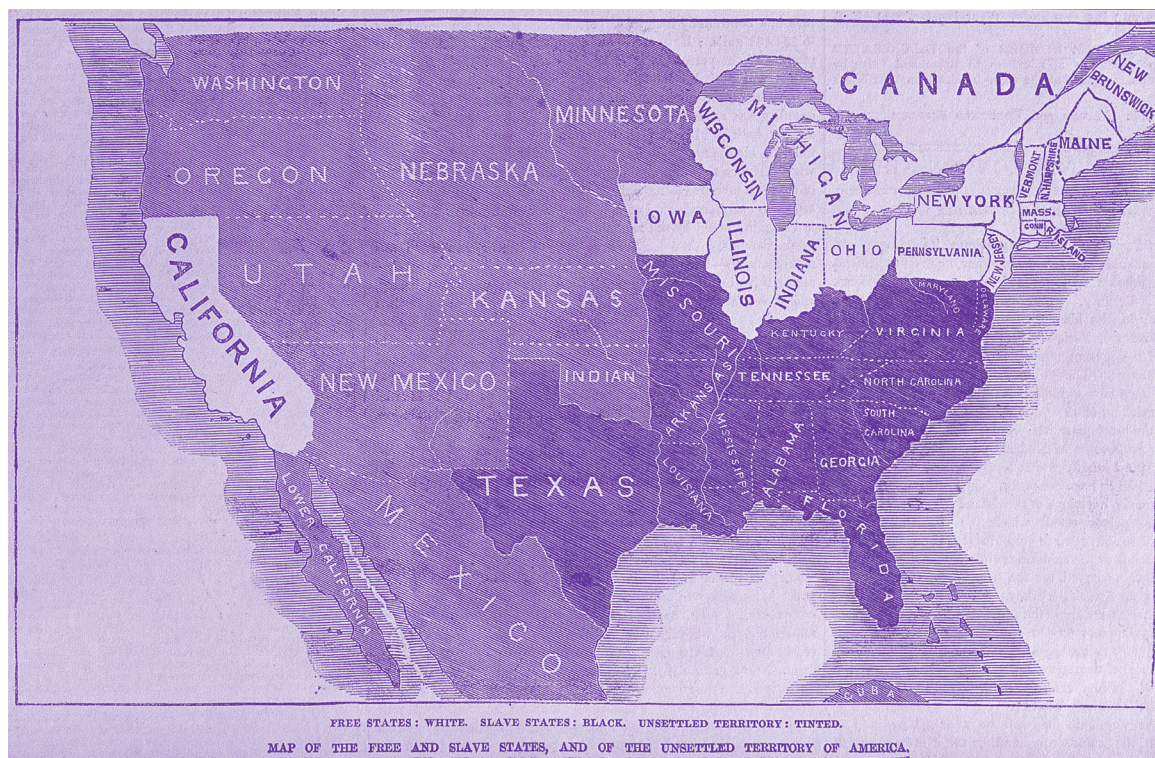 CANADA
NEW
BRUNSWICK
WASHINGTON
MINNESOTA
WISCONSIN
MICHIGAN
MAINE
VERMONT
N.HAMPSHIRE
OREGON
NEBRASKA
NEW YORK
MASS.
CONN
R.ISLAND
IOWA
CALIFORNIA
UTAH
ILLINOIS
INDIANA
OHIO
PENNSYLVANIA
NEW JERSEY
KANSAS
MISSOURI
KENTUCKY
VIRGINIA
MARYLAND
DELAWARE
NEW MEXICO
INDIAN
ARKANSAS
TENNESSEE
NORTH CAROLINA
SOUTH
CAROLINA
MISSISSIPPI
ALABAMA
GEORGIA
TEXAS
LOUISIANA
FLORIDA
LOWER CALIFORNIA
MEXICO
CUBA
FREE STATES: WHITE. SLAVE STATES: BLACK. UNSETTLED TERRITORY: TINTED.
MAP OF THE FREE AND SLAVE STATES, AND OF THE UNSETTLED TERRITORY OF AMERICA.